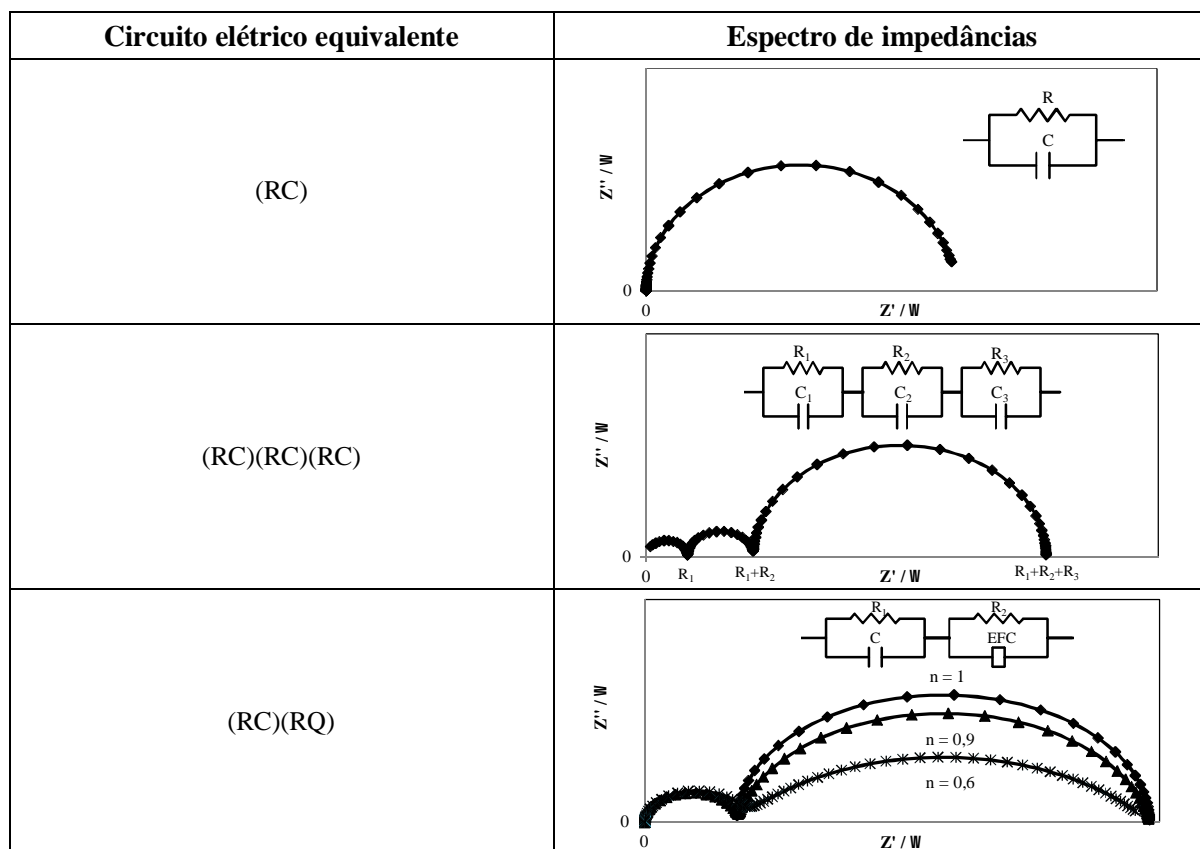 Circuito elétrico equivalente
Espectro de impedâncias
(RC)
R
C
Z'' / W
0
0
Z' / W
(RC)(RC)(RC)
R1
R2
R3
C1
C2
C3
Z'' / W
0
0
R1
R1+R2
Z' / W
R1+R2+R3
(RC)(RQ)
R1
R2
C
EFC
n = 1
n = 0,9
n = 0,6
Z'' / W
0
0
Z' / W